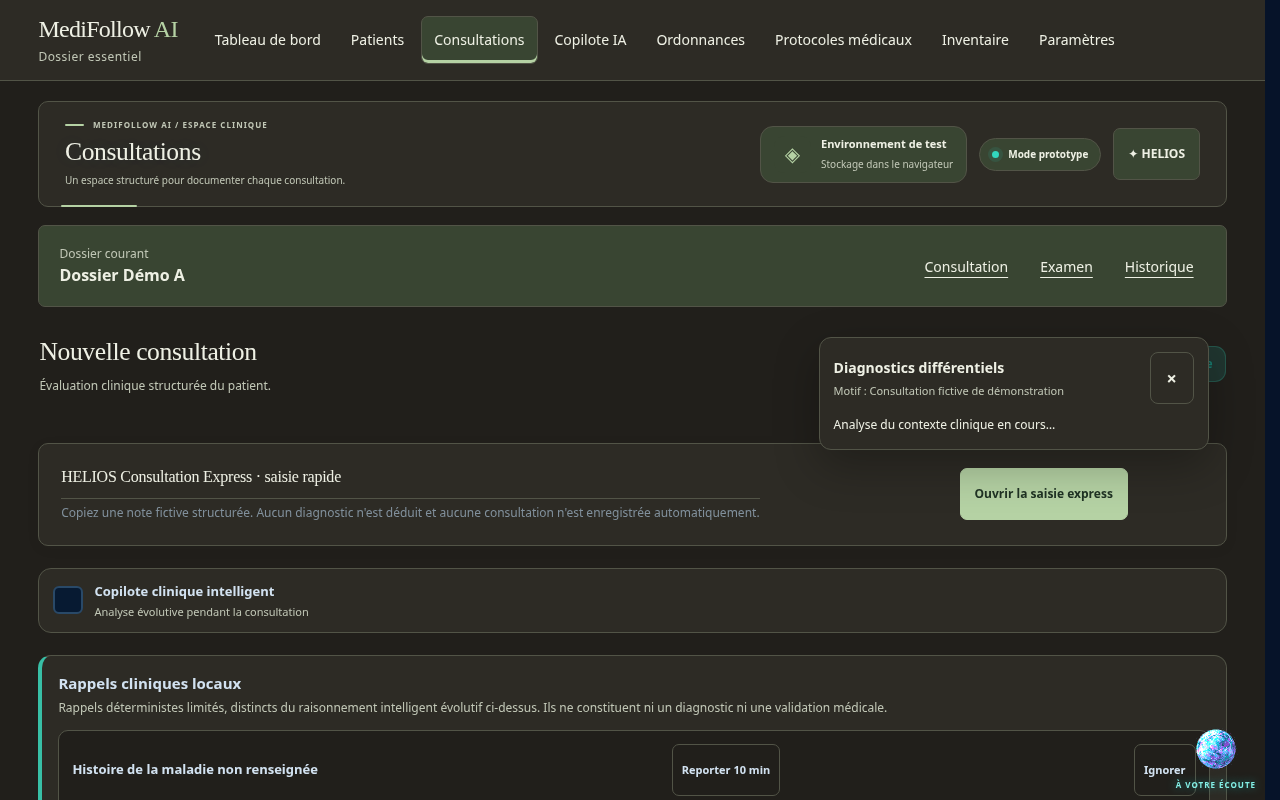 MediFollow AI
Dossier essentiel
Tableau de bord
Patients
Consultations
Copilote IA
Ordonnances
Protocoles médicaux
Inventaire
Paramètres
MEDIFOLLOW AI / ESPACE CLINIQUE
Consultations
Un espace structuré pour documenter chaque consultation.
Environnement de test
Stockage dans le navigateur
Mode prototype
✦ HELIOS
Dossier courant
Dossier Démo A
Consultation
Examen
Historique
Nouvelle consultation
Évaluation clinique structurée du patient.
Diagnostics différentiels
Motif : Consultation fictive de démonstration
×
Analyse du contexte clinique en cours...
HELIOS Consultation Express · saisie rapide
Copiez une note fictive structurée. Aucun diagnostic n'est déduit et aucune consultation n'est enregistrée automatiquement.
Ouvrir la saisie express
Copilote clinique intelligent
Analyse évolutive pendant la consultation
Rappels cliniques locaux
Rappels déterministes limités, distincts du raisonnement intelligent évolutif ci-dessus. Ils ne constituent ni un diagnostic ni une validation médicale.
Histoire de la maladie non renseignée
Reporter 10 min
Ignorer
À VOTRE ÉCOUTE